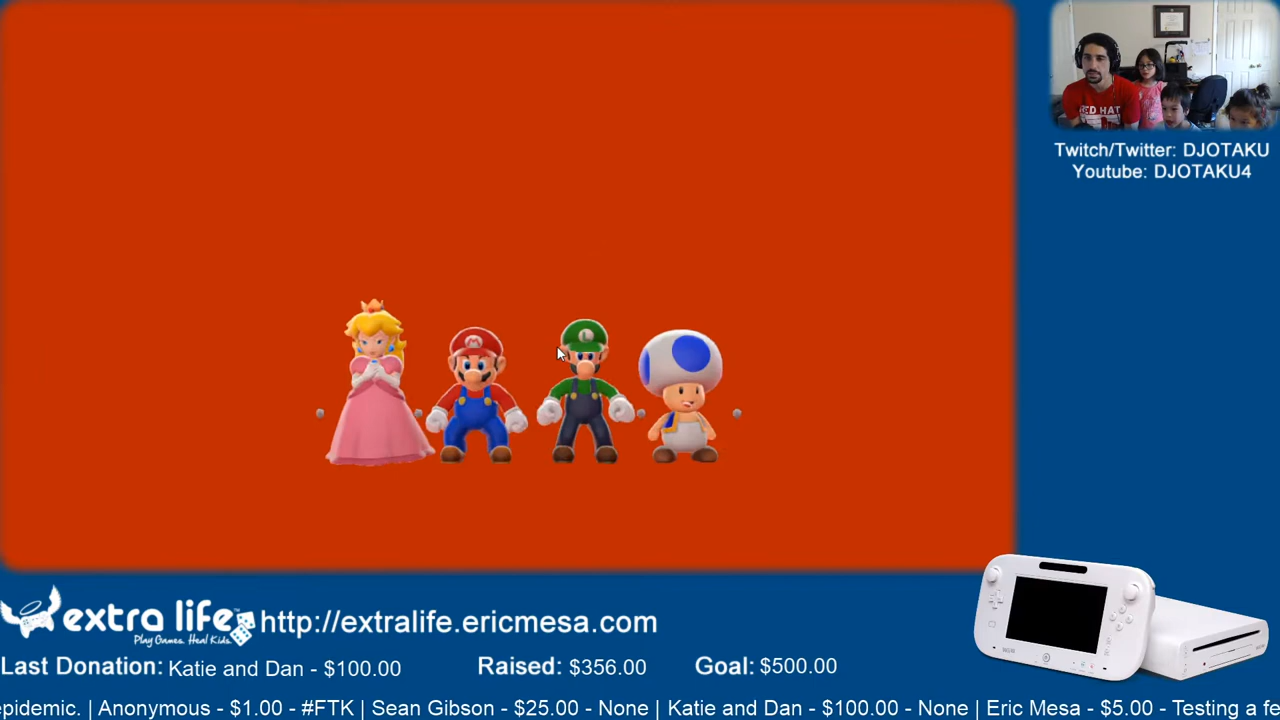 RED HAT
Twitch/Twitter: DJOTAKU
Youtube: DJOTAKU4
M
L
extra life
Play Games. Heal Kids.
http://extralife.ericmesa.com
Last Donation: Katie and Dan - $100.00
Raised: $356.00
Goal: $500.00
epidemic. | Anonymous - $1.00 - #FTK | Sean Gibson - $25.00 - None | Katie and Dan - $100.00 - None | Eric Mesa - $5.00 - Testing a fe